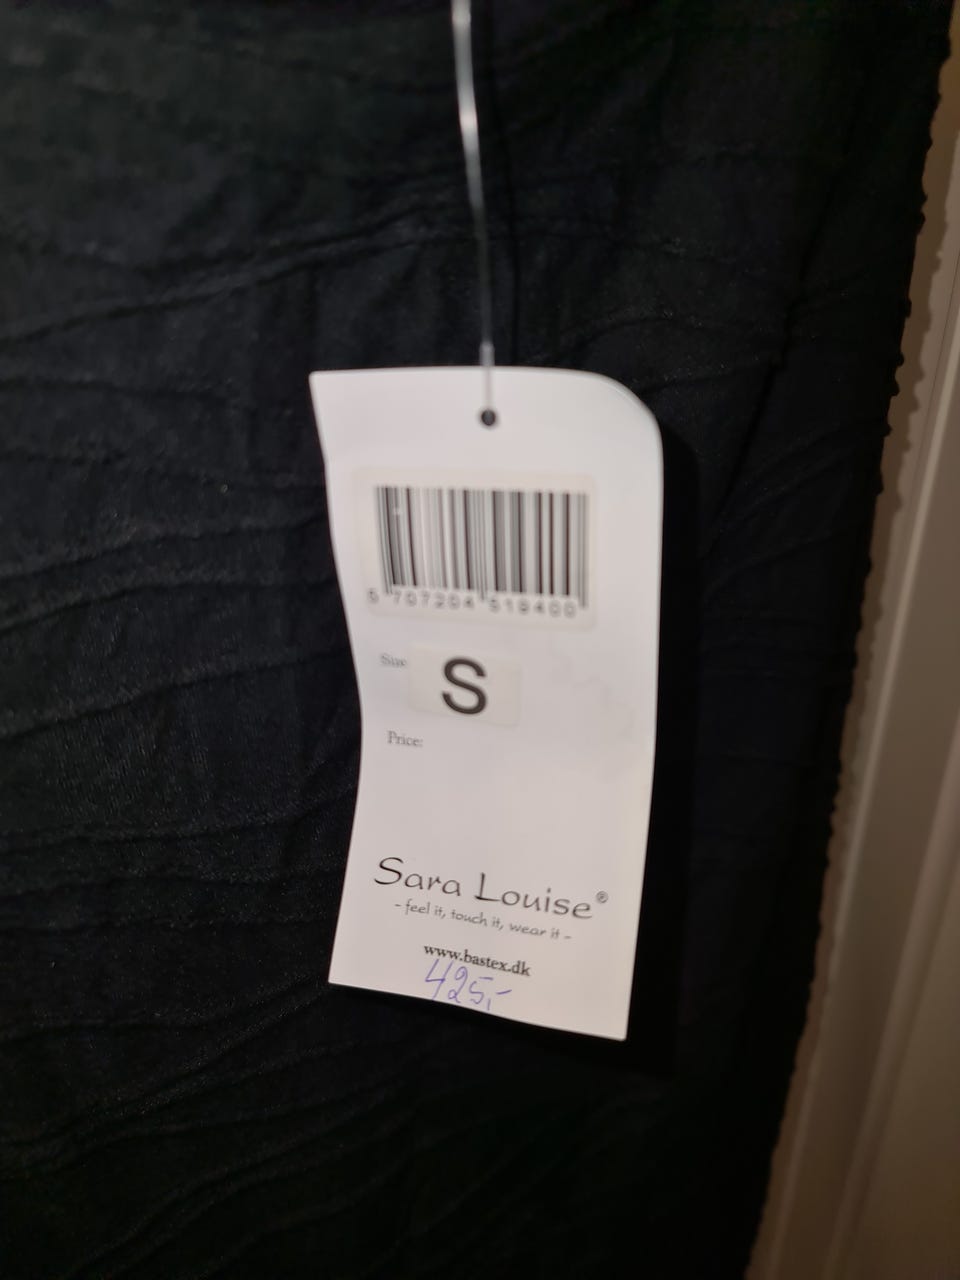 5 707204 519400
Size
S
Price:
Sara Louise®
- feel it, touch it, wear it -
www.bastex.dk
425,-